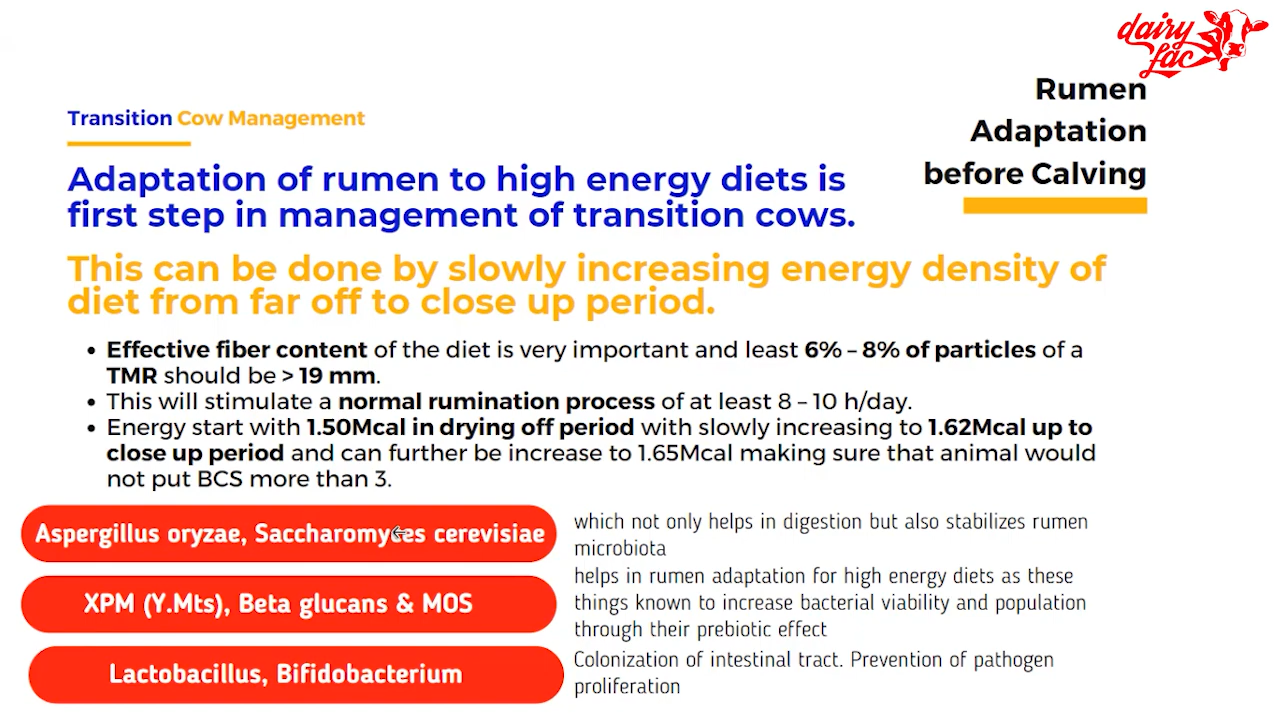 dairy
lac
Rumen
Adaptation
before Calving
Transition Cow Management
Adaptation of rumen to high energy diets is
first step in management of transition cows.
This can be done by slowly increasing energy density of
diet from far off to close up period.
• Effective fiber content of the diet is very important and least 6% – 8% of particles of a
TMR should be > 19 mm.
• This will stimulate a normal rumination process of at least 8 – 10 h/day.
• Energy start with 1.50Mcal in drying off period with slowly increasing to 1.62Mcal up to
close up period and can further be increase to 1.65Mcal making sure that animal would
not put BCS more than 3.
Aspergillus oryzae, Saccharomyces cerevisiae
which not only helps in digestion but also stabilizes rumen
microbiota
XPM (Y.Mts), Beta glucans & MOS
helps in rumen adaptation for high energy diets as these
things known to increase bacterial viability and population
through their prebiotic effect
Lactobacillus, Bifidobacterium
Colonization of intestinal tract. Prevention of pathogen
proliferation